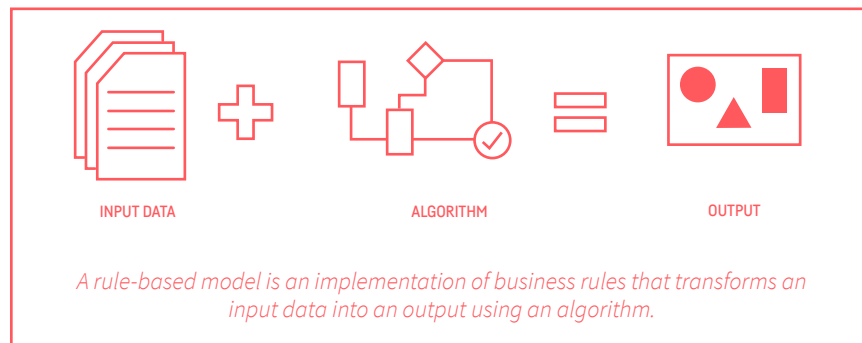 INPUT DATA
ALGORITHM
OUTPUT
A rule-based model is an implementation of business rules that transforms an
input data into an output using an algorithm.